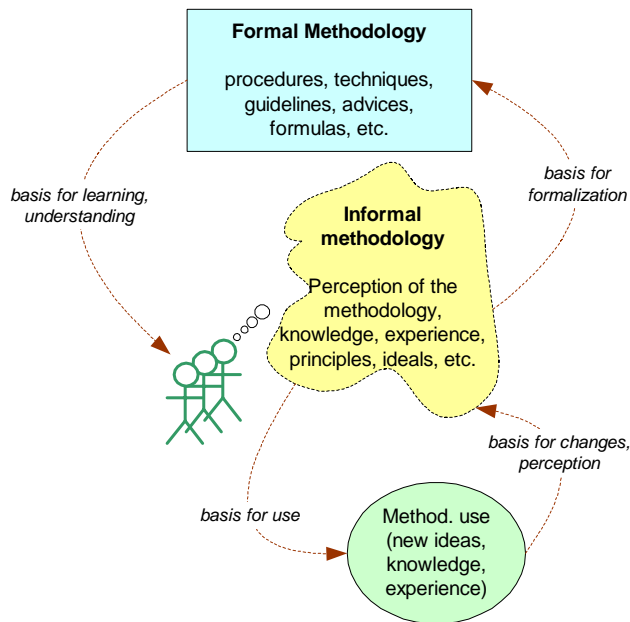 Formal Methodology
procedures, techniques,
guidelines, advices,
formulas, etc.
basis for learning,
understanding
basis for
formalization
Informal
methodology
Perception of the
methodology,
knowledge, experience,
principles, ideals, etc.
basis for changes,
perception
basis for use
Method. use
(new ideas,
knowledge,
experience)